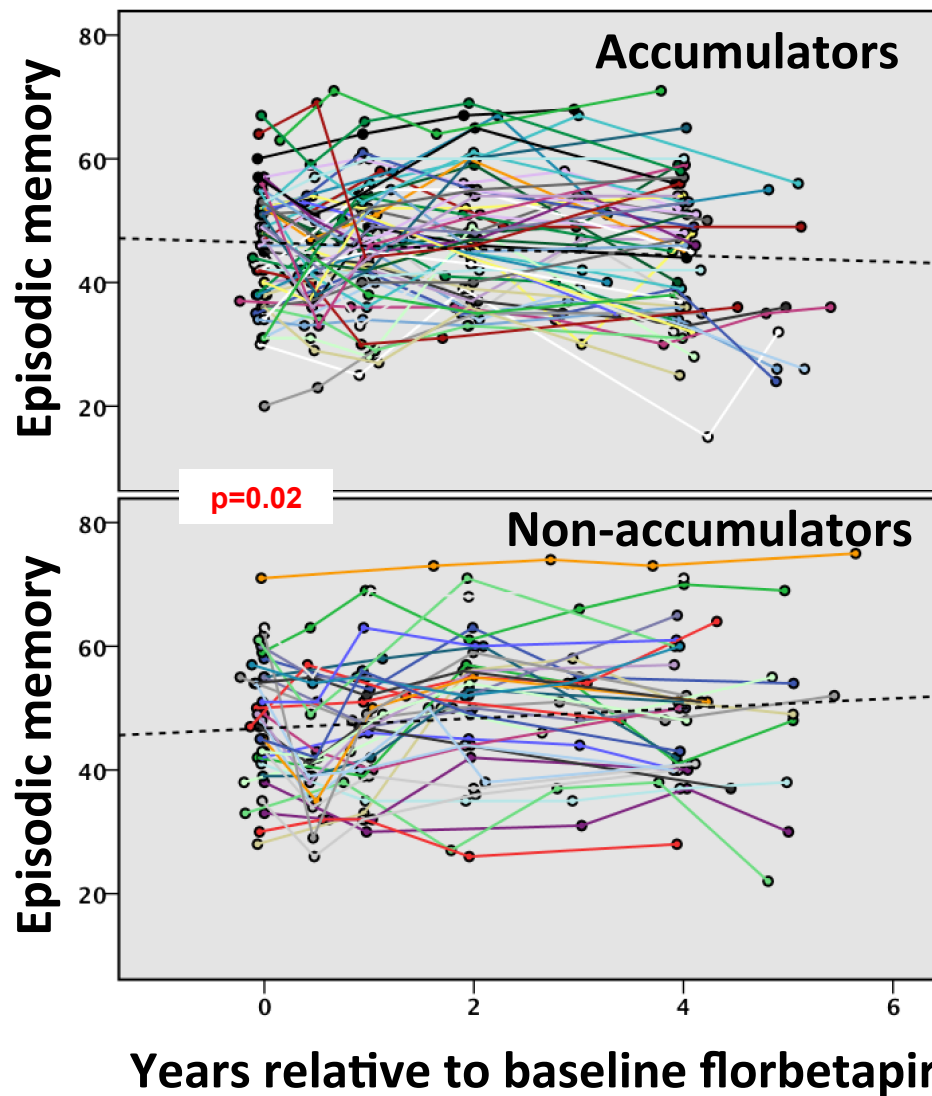 Accumulators
Episodic memory
80
60
40
20
p=0.02
Non-accumulators
Episodic memory
80
60
40
20
0 2 4 6
Years relative to baseline florbetapir